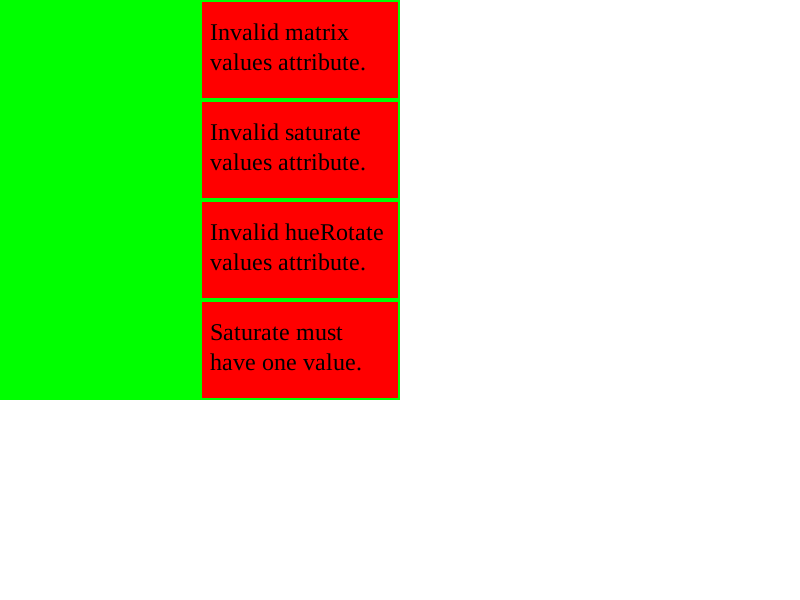 Invalid matrix
values attribute.
Invalid saturate
values attribute.
Invalid hueRotate
values attribute.
Saturate must
have one value.